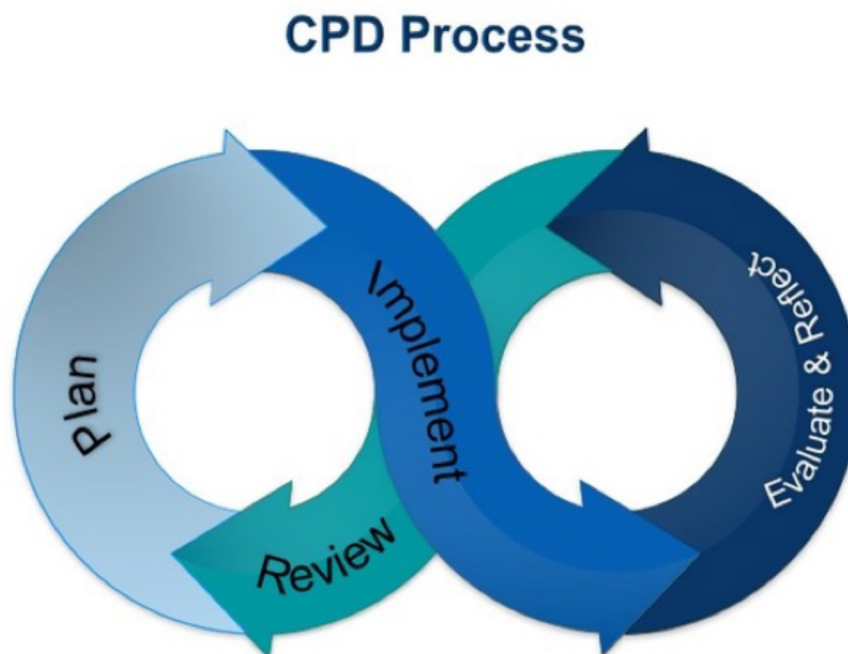 CPD Process
Plan
Implement
Review
Evaluate & Reflect